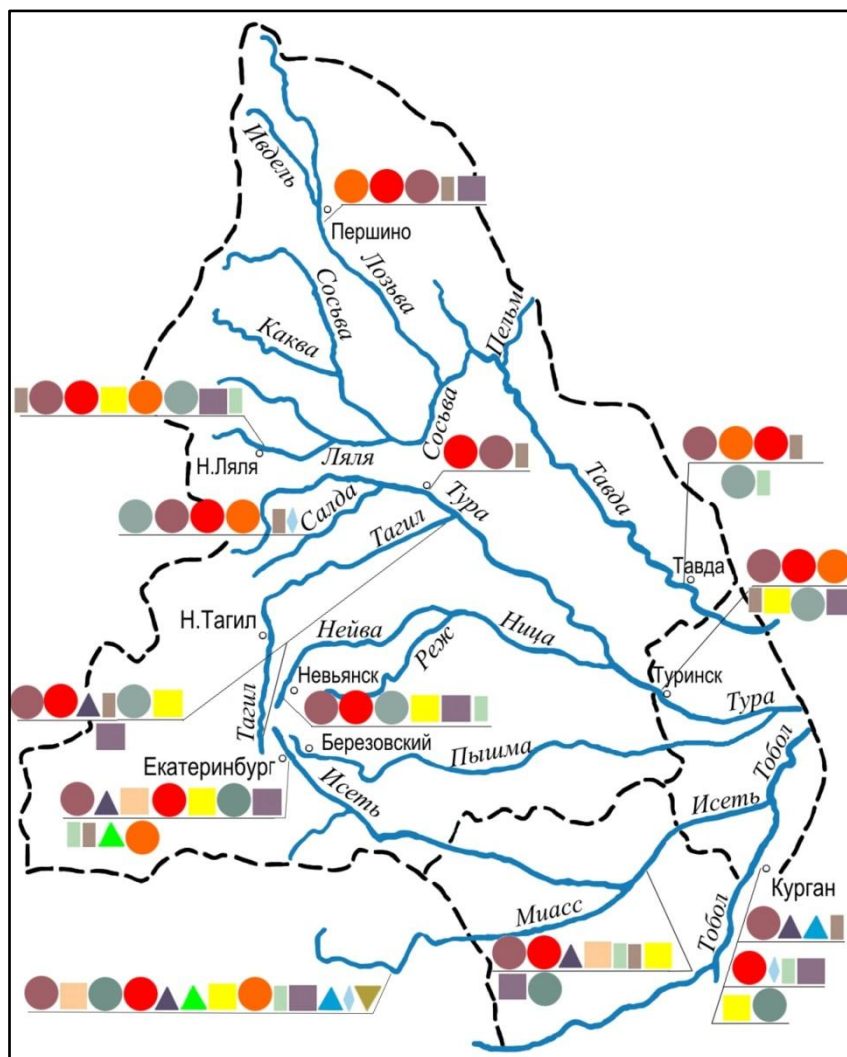 Ивдель
Першино
Лозьва
Сосьва
Каква
Пелым
Сосьва
Н.Ляля
Ляля
Салда
Тура
Тавда
Тагил
Тавда
Н.Тагил
Нейва
Реж
Ница
Невьянск
Туринск
Тагил
Тура
Березовский
Пышма
Екатеринбург
Тобол
Исеть
Исеть
Курган
Миасс
Тобол